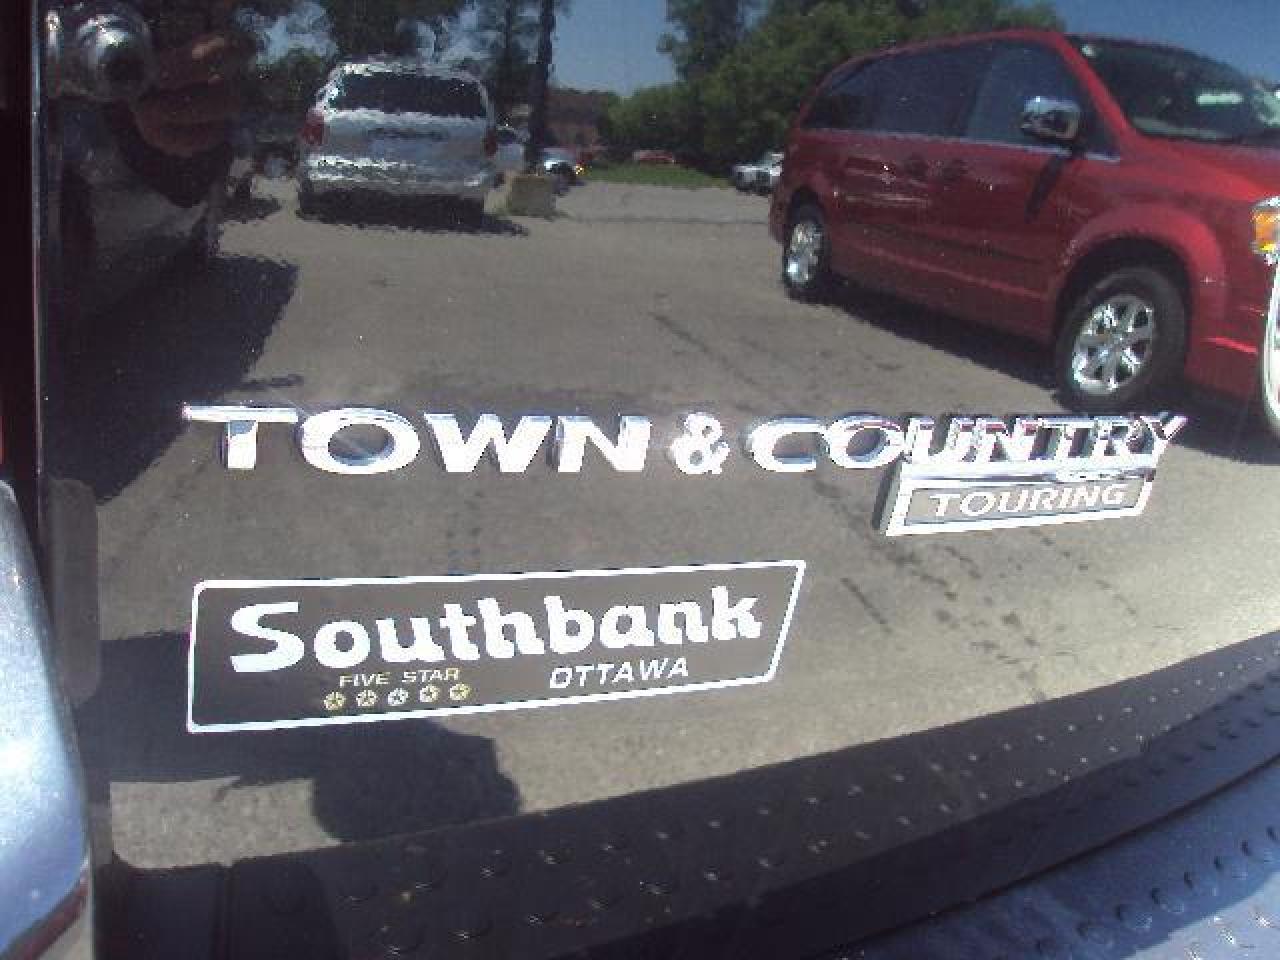 TOWN & COUNTRY
TOURING
Southbank
FIVE STAR
OTTAWA